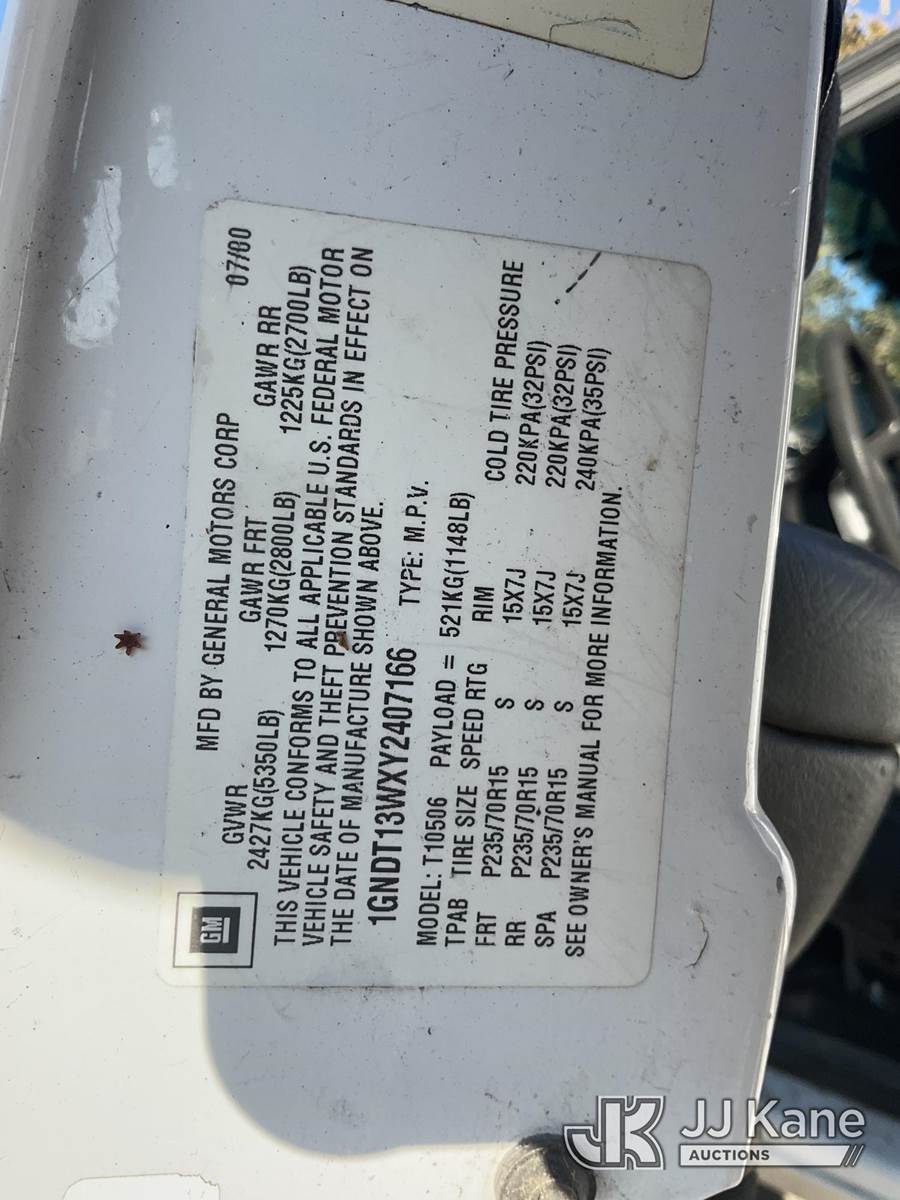 GM
MFD BY GENERAL MOTORS CORP 07/00
GVWR GAWR FRT GAWR RR
2427KG(5350LB) 1270KG(2800LB) 1225KG(2700LB)
THIS VEHICLE CONFORMS TO ALL APPLICABLE U.S. FEDERAL MOTOR
VEHICLE SAFETY AND THEFT PREVENTION STANDARDS IN EFFECT ON
THE DATE OF MANUFACTURE SHOWN ABOVE.
1GNDT13WXY2407166 TYPE: M.P.V.
MODEL: T10506 PAYLOAD = 521KG(1148LB)
TPAB TIRE SIZE SPEED RTG RIM COLD TIRE PRESSURE
FRT P235/70R15 S 15X7J 220KPA(32PSI)
RR P235/70R15 S 15X7J 220KPA(32PSI)
SPA P235/70R15 S 15X7J 240KPA(35PSI)
SEE OWNER'S MANUAL FOR MORE INFORMATION.
JK JJ Kane
AUCTIONS